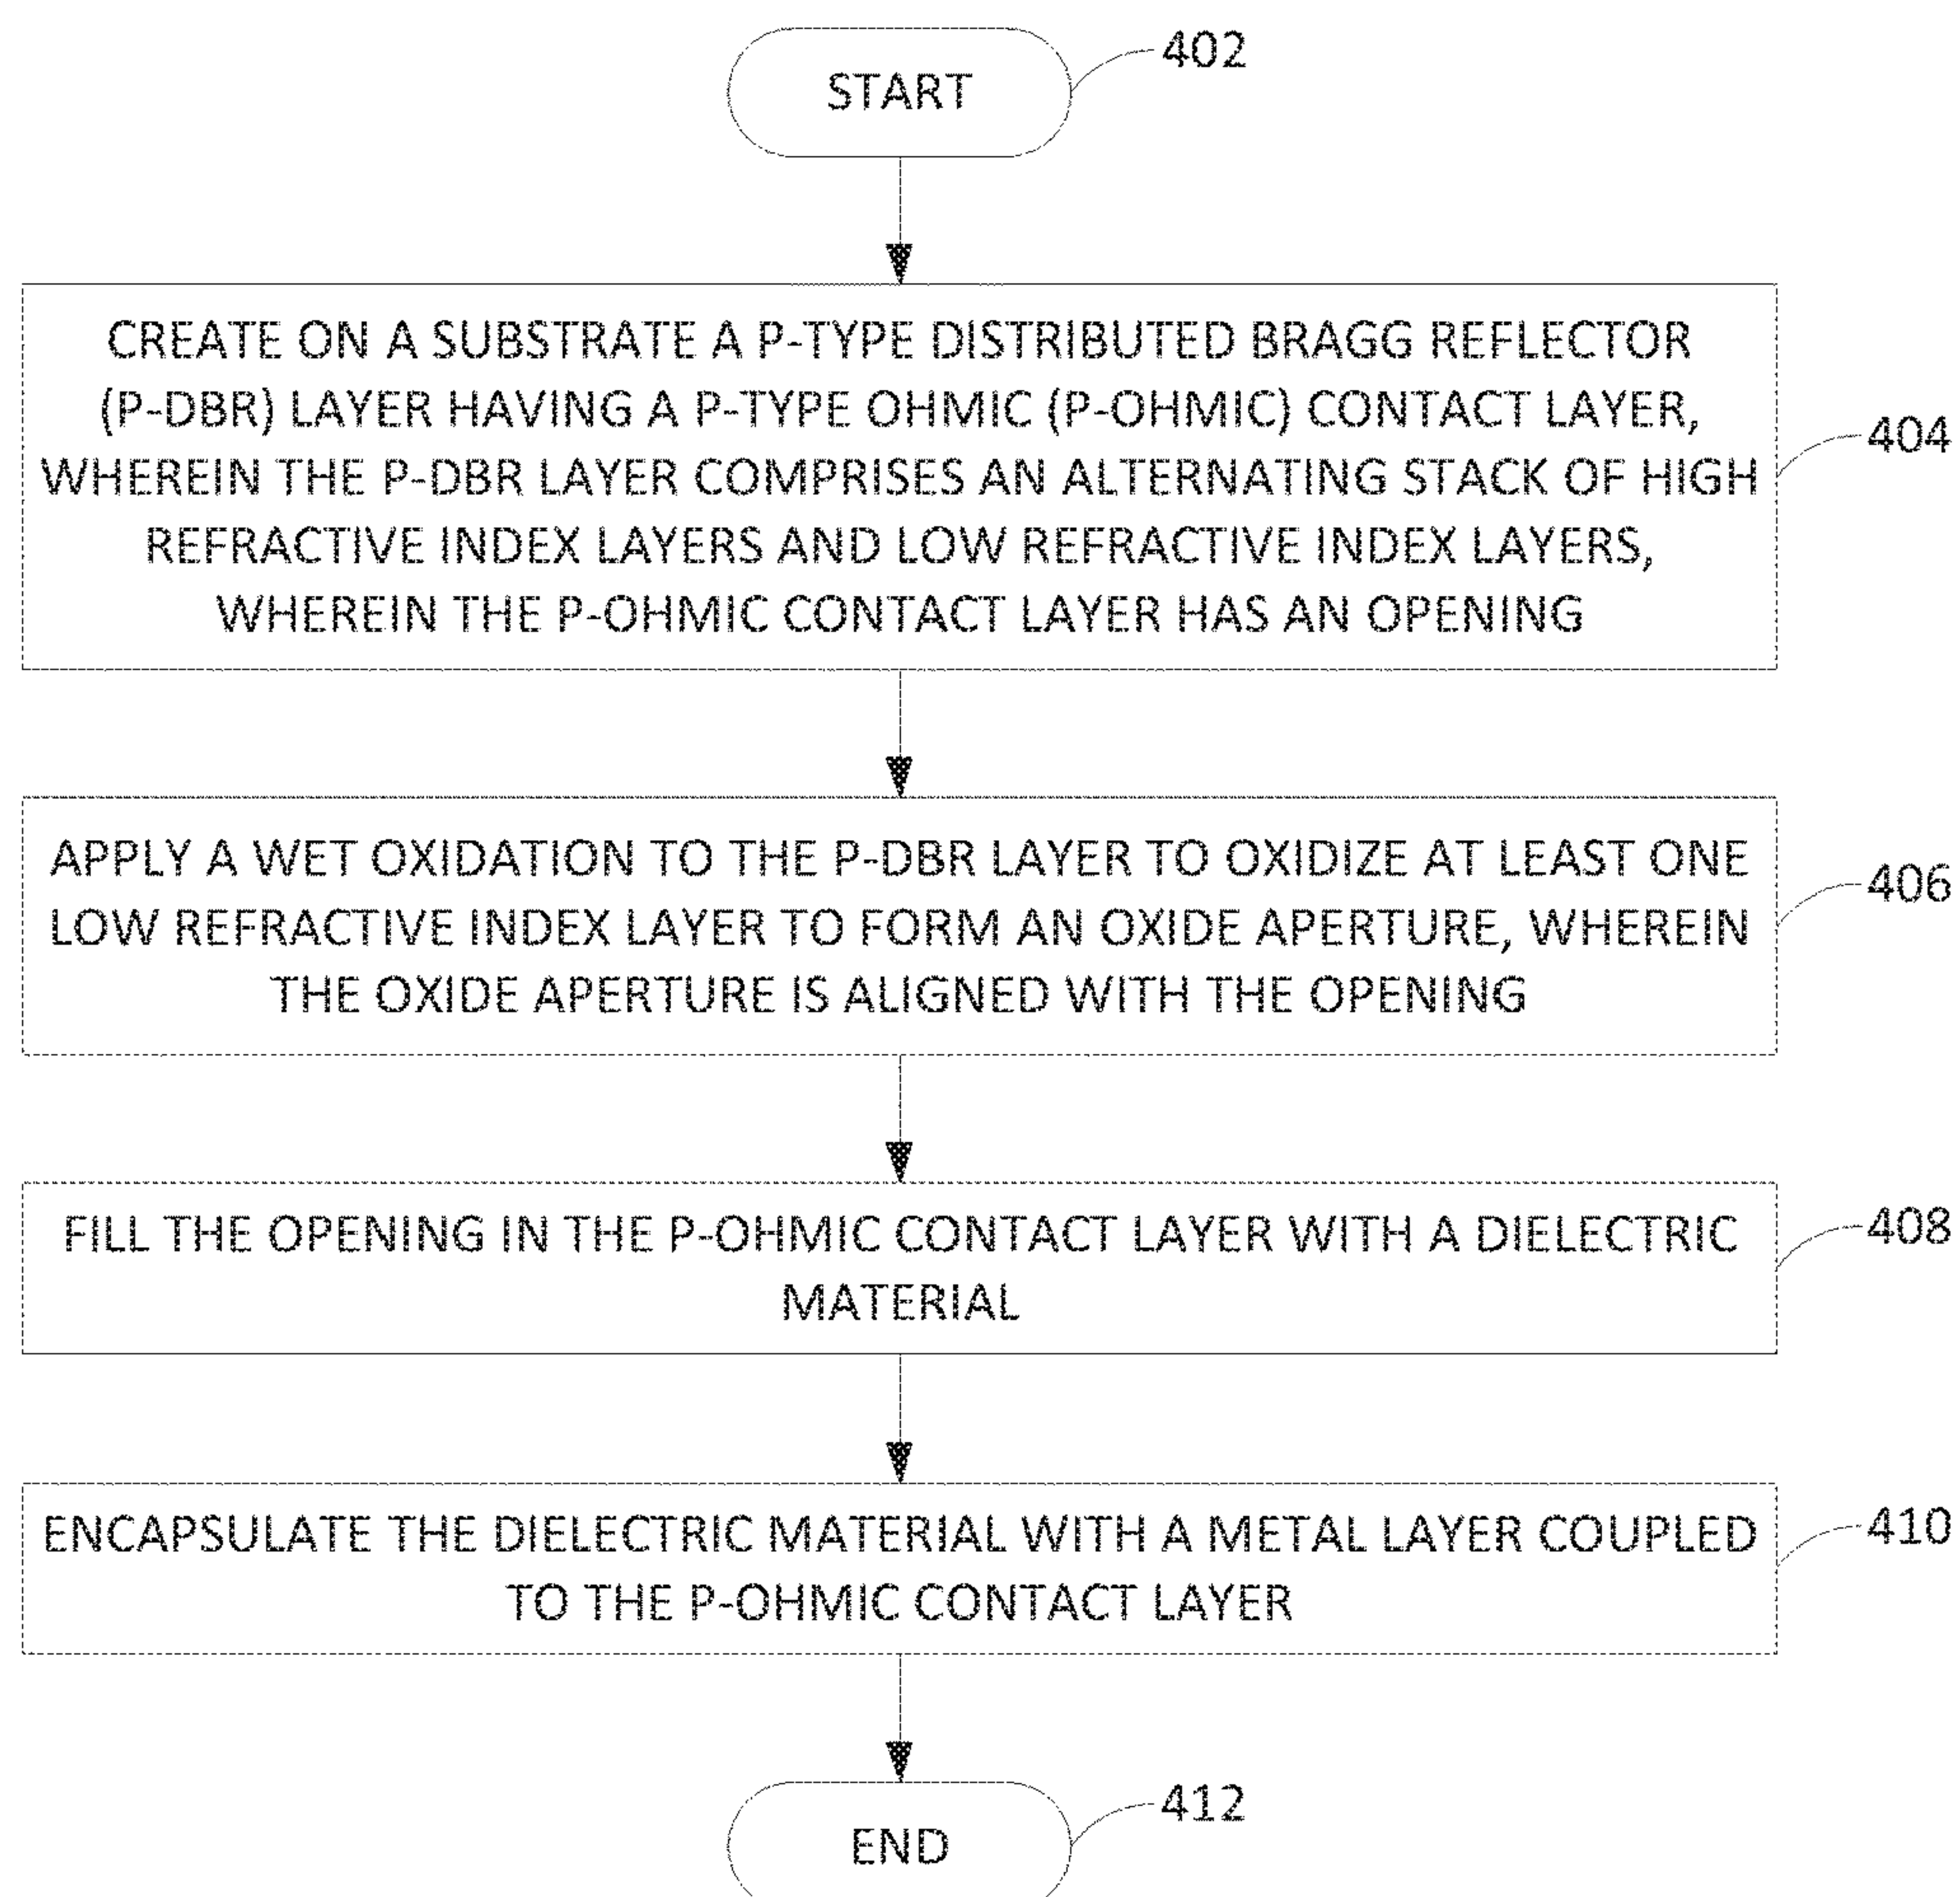 START
402
CREATE ON A SUBSTRATE A P-TYPE DISTRIBUTED BRAGG REFLECTOR
(P-DBR) LAYER HAVING A P-TYPE OHMIC (P-OHMIC) CONTACT LAYER,
WHEREIN THE P-DBR LAYER COMPRISES AN ALTERNATING STACK OF HIGH
REFRACTIVE INDEX LAYERS AND LOW REFRACTIVE INDEX LAYERS,
WHEREIN THE P-OHMIC CONTACT LAYER HAS AN OPENING
404
APPLY A WET OXIDATION TO THE P-DBR LAYER TO OXIDIZE AT LEAST ONE
LOW REFRACTIVE INDEX LAYER TO FORM AN OXIDE APERTURE, WHEREIN
THE OXIDE APERTURE IS ALIGNED WITH THE OPENING
406
FILL THE OPENING IN THE P-OHMIC CONTACT LAYER WITH A DIELECTRIC
MATERIAL
408
ENCAPSULATE THE DIELECTRIC MATERIAL WITH A METAL LAYER COUPLED
TO THE P-OHMIC CONTACT LAYER
410
END
412